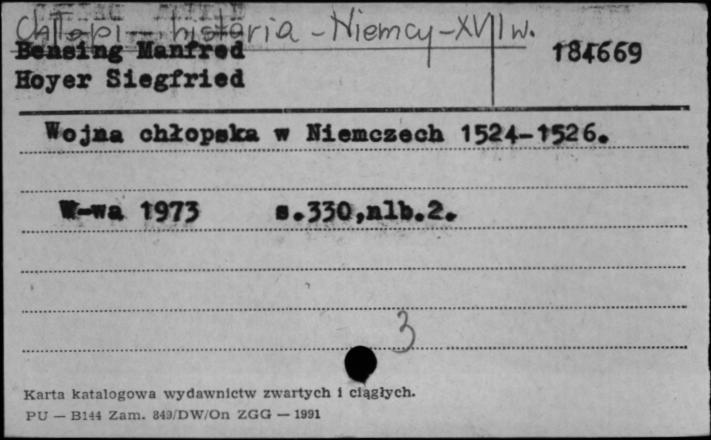 Chłopi - historia - Niemcy - XVI w.
Bensing Manfred
184669
Hoyer Siegfried
Wojna chłopska w Niemczech 1524-1526.
W-wa 1973 s.330,nlb.2.
3
Karta katalogowa wydawnictw zwartych i ciągłych.
PU — B144 Zam. 849/DW/On ZGG — 1991